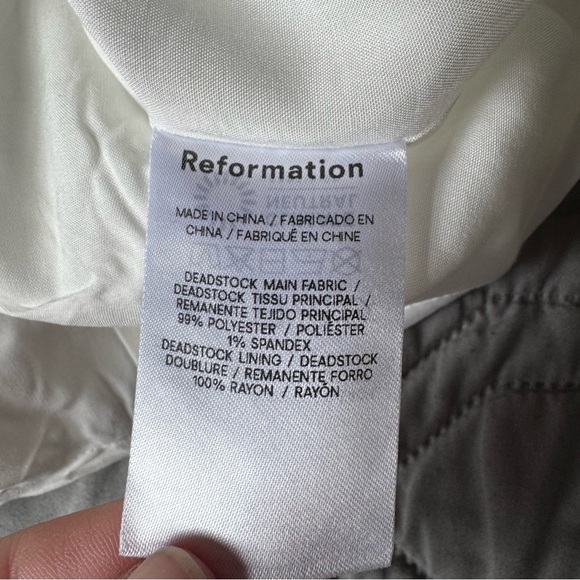 Reformation
NEUTRAL
MADE IN CHINA / FABRICADO EN
CHINA / FABRIQUÉ EN CHINE
DEADSTOCK MAIN FABRIC /
DEADSTOCK TISSU PRINCIPAL /
REMANENTE TEJIDO PRINCIPAL
99% POLYESTER / POLIÉSTER
1% SPANDEX
DEADSTOCK LINING / DEADSTOCK
DOUBLURE / REMANENTE FORRO
100% RAYON / RAYÓN